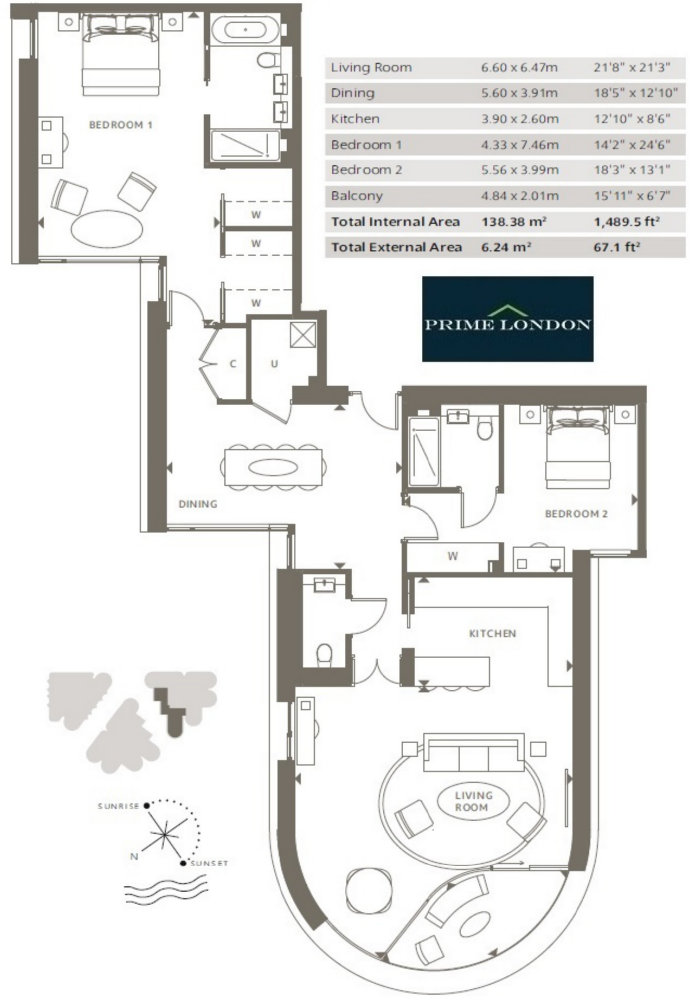 BEDROOM 1
Living Room 6.60 x 6.47m 21'8" x 21'3"
Dining 5.60 x 3.91m 18'5" x 12'10"
Kitchen 3.90 x 2.60m 12'10" x 8'6"
Bedroom 1 4.33 x 7.46m 14'2" x 24'6"
Bedroom 2 5.56 x 3.99m 18'3" x 13'1"
Balcony 4.84 x 2.01m 15'11" x 6'7"
Total Internal Area 138.38 m² 1,489.5 ft²
Total External Area 6.24 m² 67.1 ft²
W
W
W
PRIME LONDON
C
U
DINING
BEDROOM 2
W
KITCHEN
LIVING
ROOM
SUNRISE
N
SUNSET